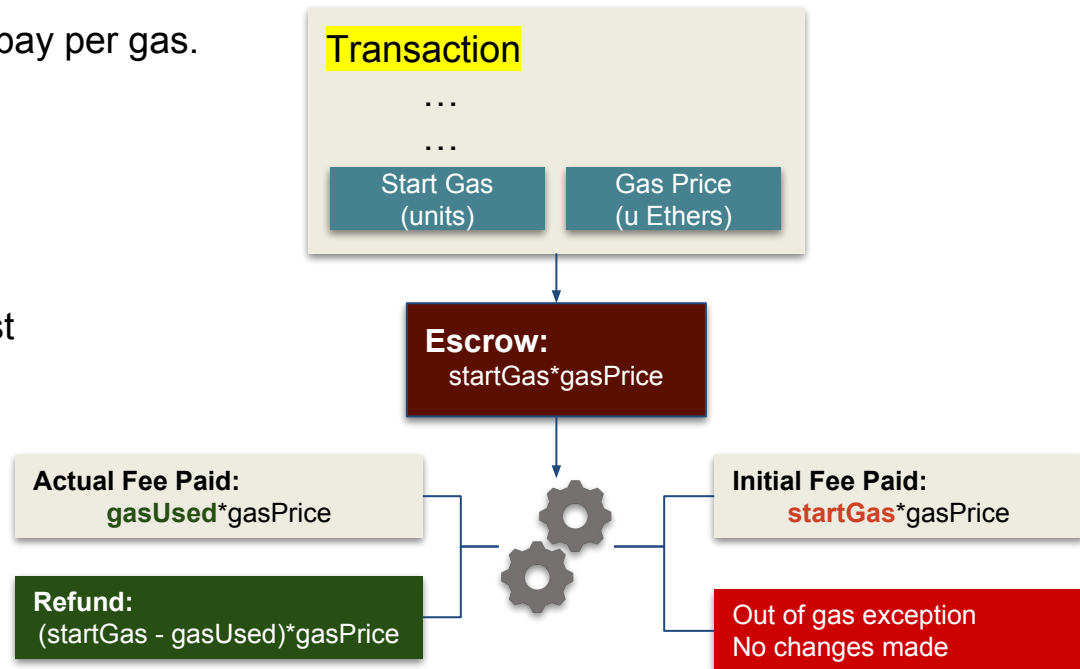 pay per gas.
Transaction
...
...
Start Gas
(units)
Gas Price
(u Ethers)
st
Escrow:
startGas*gasPrice
Actual Fee Paid:
gasUsed*gasPrice
Initial Fee Paid:
startGas*gasPrice
Refund:
(startGas - gasUsed)*gasPrice
Out of gas exception
No changes made